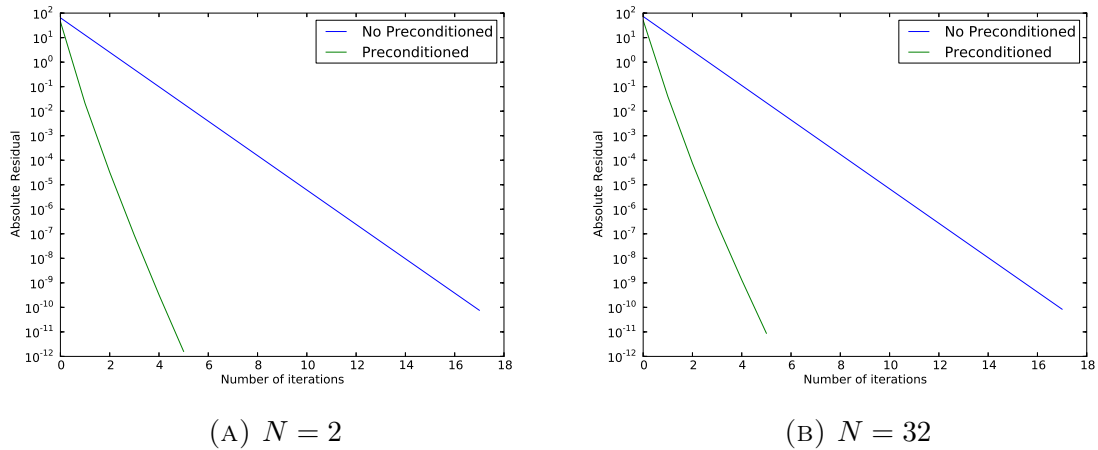 10^2
10^1
10^0
10^-1
10^-2
10^-3
10^-4
10^-5
10^-6
10^-7
10^-8
10^-9
10^-10
10^-11
10^-12
Absolute Residual
0 2 4 6 8 10 12 14 16 18
Number of iterations
No Preconditioned
Preconditioned
(A) N = 2
10^2
10^1
10^0
10^-1
10^-2
10^-3
10^-4
10^-5
10^-6
10^-7
10^-8
10^-9
10^-10
10^-11
10^-12
Absolute Residual
0 2 4 6 8 10 12 14 16 18
Number of iterations
No Preconditioned
Preconditioned
(B) N = 32